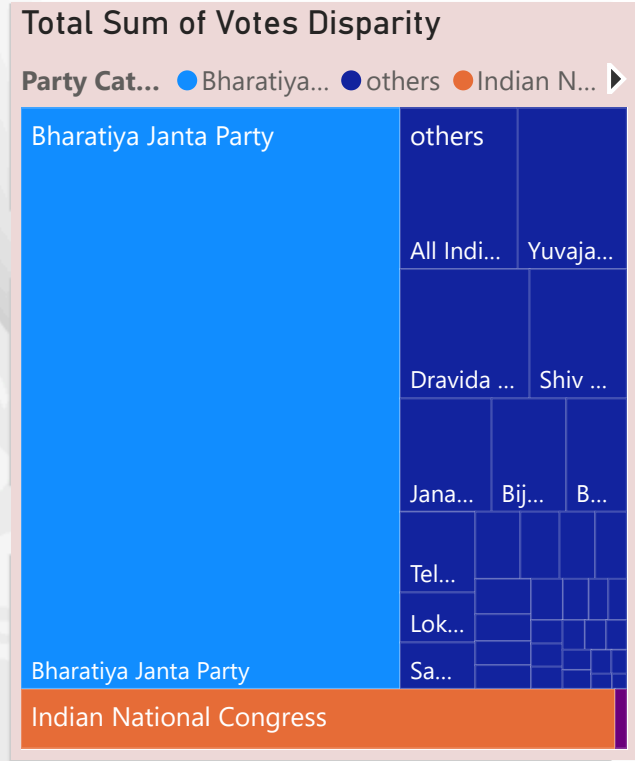 Total Sum of Votes Disparity
Party Cat... Bharatiya... others Indian N...
Bharatiya Janta Party
others
All Indi... Yuvaja...
Dravida ... Shiv ...
Jana... Bij... B...
Tel...
Lok...
Sa...
Bharatiya Janta Party
Indian National Congress